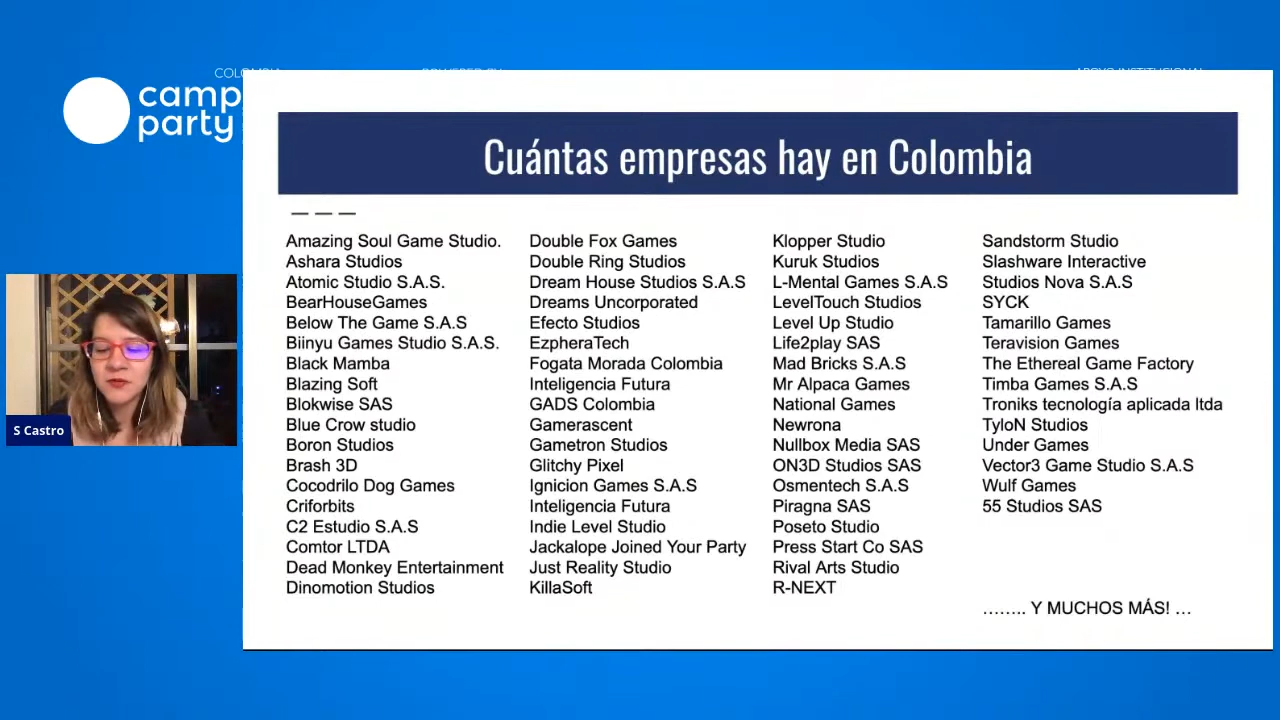 COLOMBIA
POWERED BY
APOYO INSTITUCIONAL
camp
party
Cuántas empresas hay en Colombia
Amazing Soul Game Studio.
Ashara Studios
Atomic Studio S.A.S.
BearHouseGames
Below The Game S.A.S
Biinyu Games Studio S.A.S.
Black Mamba
Blazing Soft
Blokwise SAS
Blue Crow studio
Boron Studios
Brash 3D
Cocodrilo Dog Games
Criforbits
C2 Estudio S.A.S
Comtor LTDA
Dead Monkey Entertainment
Dinomotion Studios
Double Fox Games
Double Ring Studios
Dream House Studios S.A.S
Dreams Uncorporated
Efecto Studios
EzpheraTech
Fogata Morada Colombia
Inteligencia Futura
GADS Colombia
Gamerascent
Gametron Studios
Glitchy Pixel
Ignicion Games S.A.S
Inteligencia Futura
Indie Level Studio
Jackalope Joined Your Party
Just Reality Studio
KillaSoft
Klopper Studio
Kuruk Studios
L-Mental Games S.A.S
LevelTouch Studios
Level Up Studio
Life2play SAS
Mad Bricks S.A.S
Mr Alpaca Games
National Games
Newrona
Nullbox Media SAS
ON3D Studios SAS
Osmentech S.A.S
Piragna SAS
Poseto Studio
Press Start Co SAS
Rival Arts Studio
R-NEXT
Sandstorm Studio
Slashware Interactive
Studios Nova S.A.S
SYCK
Tamarillo Games
Teravision Games
The Ethereal Game Factory
Timba Games S.A.S
Troniks tecnología aplicada ltda
TyloN Studios
Under Games
Vector3 Game Studio S.A.S
Wulf Games
55 Studios SAS
…….. Y MUCHOS MÁS! …
S Castro